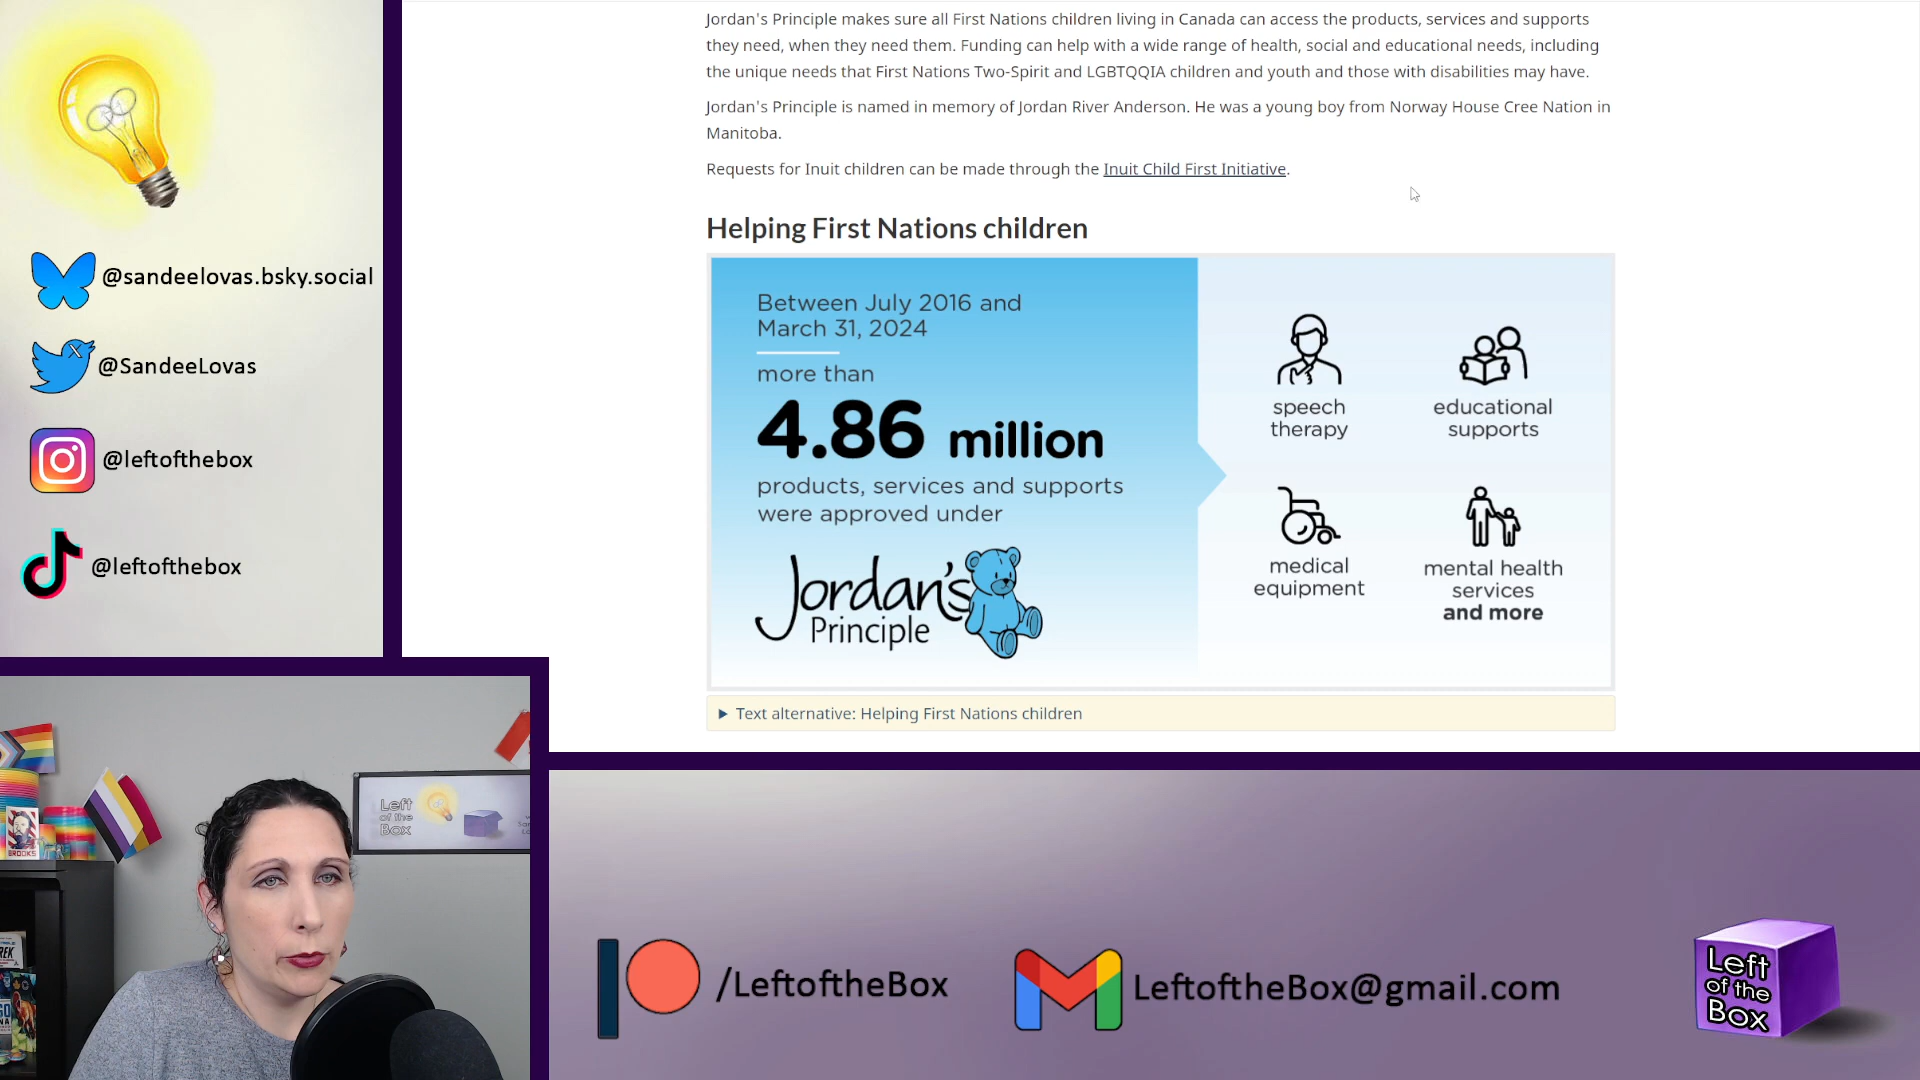 Jordan's Principle makes sure all First Nations children living in Canada can access the products, services and supports
they need, when they need them. Funding can help with a wide range of health, social and educational needs, including
the unique needs that First Nations Two-Spirit and LGBTQQIA children and youth and those with disabilities may have.
Jordan's Principle is named in memory of Jordan River Anderson. He was a young boy from Norway House Cree Nation in
Manitoba.
Requests for Inuit children can be made through the Inuit Child First Initiative.
Helping First Nations children
Between July 2016 and
March 31, 2024
more than
4.86 million
products, services and supports
were approved under
Jordan's
Principle
speech
therapy
educational
supports
medical
equipment
mental health
services
and more
▶ Text alternative: Helping First Nations children
@sandeelovas.bsky.social
X
@SandeeLovas
@leftofthebox
@leftofthebox
Left
of the
Box
BROOKS
/LeftoftheBox
LeftoftheBox@gmail.com
Left
of the
Box